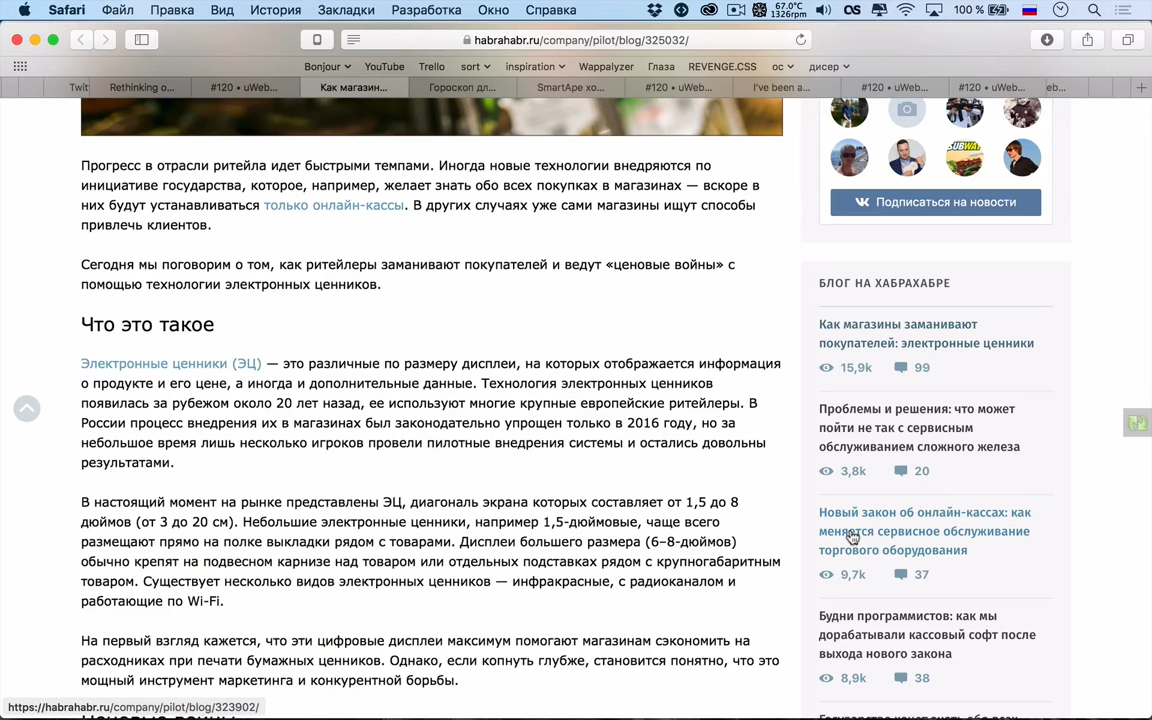 Safari Файл Правка Вид История Закладки Разработка Окно Справка
67.0°C
1326rpm
100 %
habrahabr.ru/company/pilot/blog/325032/
Bonjour YouTube Trello sort inspiration Wappalyzer Глаза REVENGE.CSS ос дисер
Twit Rethinking o... #120 • uWeb... Как магазин... Гороскоп дл... SmartApe хо... #120 • uWeb... I've been a... #120 • uWeb... #120 • uWeb... eb...
Прогресс в отрасли ритейла идет быстрыми темпами. Иногда новые технологии внедряются по
инициативе государства, которое, например, желает знать обо всех покупках в магазинах — вскоре в
них будут устанавливаться только онлайн-кассы. В других случаях уже сами магазины ищут способы
привлечь клиентов.
Сегодня мы поговорим о том, как ритейлеры заманивают покупателей и ведут «ценовые войны» с
помощью технологии электронных ценников.
Что это такое
Электронные ценники (ЭЦ) — это различные по размеру дисплеи, на которых отображается информация
о продукте и его цене, а иногда и дополнительные данные. Технология электронных ценников
появилась за рубежом около 20 лет назад, ее используют многие крупные европейские ритейлеры. В
России процесс внедрения их в магазинах был законодательно упрощен только в 2016 году, но за
небольшое время лишь несколько игроков провели пилотные внедрения системы и остались довольны
результатами.
В настоящий момент на рынке представлены ЭЦ, диагональ экрана которых составляет от 1,5 до 8
дюймов (от 3 до 20 см). Небольшие электронные ценники, например 1,5-дюймовые, чаще всего
размещают прямо на полке выкладки рядом с товарами. Дисплеи большего размера (6–8-дюймов)
обычно крепят на подвесном карнизе над товаром или отдельных подставках рядом с крупногабаритным
товаром. Существует несколько видов электронных ценников — инфракрасные, с радиоканалом и
работающие по Wi-Fi.
На первый взгляд кажется, что эти цифровые дисплеи максимум помогают магазинам сэкономить на
расходниках при печати бумажных ценников. Однако, если копнуть глубже, становится понятно, что это
мощный инструмент маркетинга и конкурентной борьбы.
SUBWAY
Подписаться на новости
БЛОГ НА ХАБРАХАБРЕ
Как магазины заманивают
покупателей: электронные ценники
15,9k 99
Проблемы и решения: что может
пойти не так с сервисным
обслуживанием сложного железа
3,8k 20
Новый закон об онлайн-кассах: как
меняется сервисное обслуживание
торгового оборудования
9,7k 37
Будни программистов: как мы
дорабатывали кассовый софт после
выхода нового закона
8,9k 38
https://habrahabr.ru/company/pilot/blog/323902/